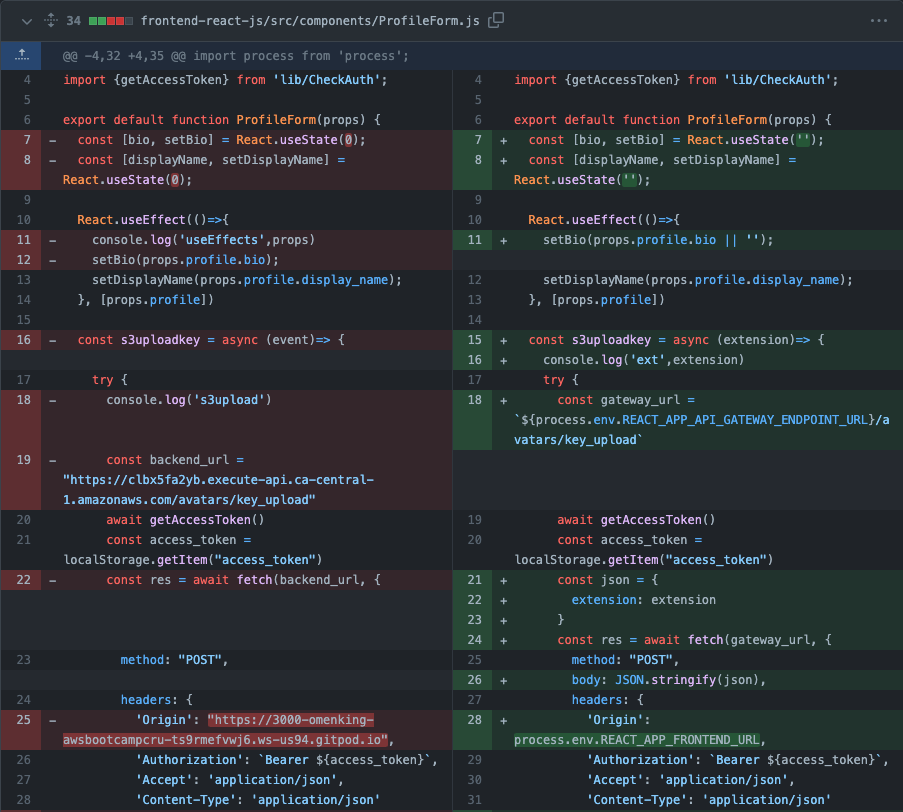 34 frontend-react-js/src/components/ProfileForm.js ...
@@ -4,32 +4,35 @@ import process from 'process';
4 import {getAccessToken} from 'lib/CheckAuth';
5
6 export default function ProfileForm(props) {
7 - const [bio, setBio] = React.useState(0);
8 - const [displayName, setDisplayName] =
React.useState(0);
9
10 React.useEffect(()=>{
11 - console.log('useEffects',props)
12 - setBio(props.profile.bio);
13 setDisplayName(props.profile.display_name);
14 }, [props.profile])
15
16 - const s3uploadkey = async (event)=> {
17 try {
18 - console.log('s3upload')
19 - const backend_url =
"https://clbx5fa2yb.execute-api.ca-central-
1.amazonaws.com/avatars/key_upload"
20 await getAccessToken()
21 const access_token =
localStorage.getItem("access_token")
22 - const res = await fetch(backend_url, {
23 method: "POST",
24 headers: {
25 - 'Origin': "https://3000-omenking-
awsbootcampcru-ts9rmefvwj6.ws-us94.gitpod.io",
26 'Authorization': `Bearer ${access_token}`,
27 'Accept': 'application/json',
28 'Content-Type': 'application/json'
4 import {getAccessToken} from 'lib/CheckAuth';
5
6 export default function ProfileForm(props) {
7 + const [bio, setBio] = React.useState('');
8 + const [displayName, setDisplayName] =
React.useState('');
9
10 React.useEffect(()=>{
11 + setBio(props.profile.bio || '');
12 setDisplayName(props.profile.display_name);
13 }, [props.profile])
14
15 + const s3uploadkey = async (extension)=> {
16 + console.log('ext',extension)
17 try {
18 + const gateway_url =
`${process.env.REACT_APP_API_GATEWAY_ENDPOINT_URL}/a
vatars/key_upload`
19 await getAccessToken()
20 const access_token =
localStorage.getItem("access_token")
21 + const json = {
22 + extension: extension
23 + }
24 + const res = await fetch(gateway_url, {
25 method: "POST",
26 + body: JSON.stringify(json),
27 headers: {
28 + 'Origin':
process.env.REACT_APP_FRONTEND_URL,
29 'Authorization': `Bearer ${access_token}`,
30 'Accept': 'application/json',
31 'Content-Type': 'application/json'